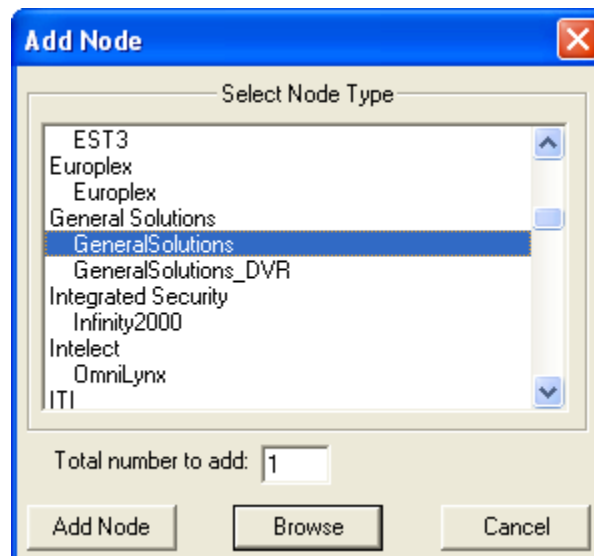 Add Node
Select Node Type
EST3
Europlex
Europlex
General Solutions
GeneralSolutions
GeneralSolutions_DVR
Integrated Security
Infinity2000
Intelect
OmniLynx
ITI
Total number to add: 1
Add Node Browse Cancel